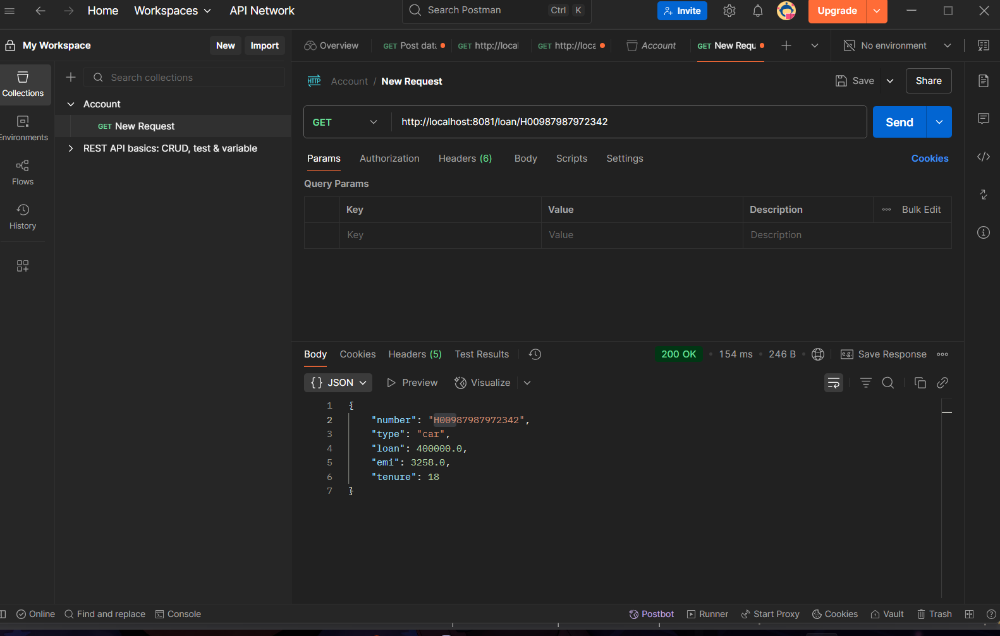 Home Workspaces API Network Search Postman Ctrl K Invite Upgrade
My Workspace New Import Overview GET Post data GET http://local GET http://loca Account GET New Requ No environment
Search collections
Collections
Account
GET New Request
REST API basics: CRUD, test & variable
Environments
Flows
History
HTTP Account / New Request Save Share
GET http://localhost:8081/loan/H00987987972342 Send
Params Authorization Headers (6) Body Scripts Settings Cookies
Query Params
Key Value Description Bulk Edit
Key Value Description
Body Cookies Headers (5) Test Results 200 OK • 154 ms • 246 B • e.g. Save Response
{} JSON Preview Visualize
1 {
2 "number": "H00987987972342",
3 "type": "car",
4 "loan": 400000.0,
5 "emi": 3258.0,
6 "tenure": 18
7 }
Online Find and replace Console Postbot Runner Start Proxy Cookies Vault Trash